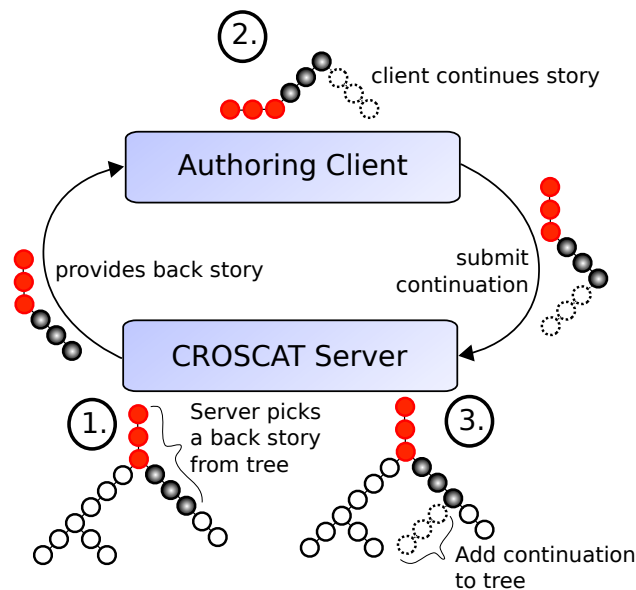 2.
client continues story
Authoring Client
provides back story
submit
continuation
CROSCAT Server
1.
Server picks
a back story
from tree
3.
Add continuation
to tree